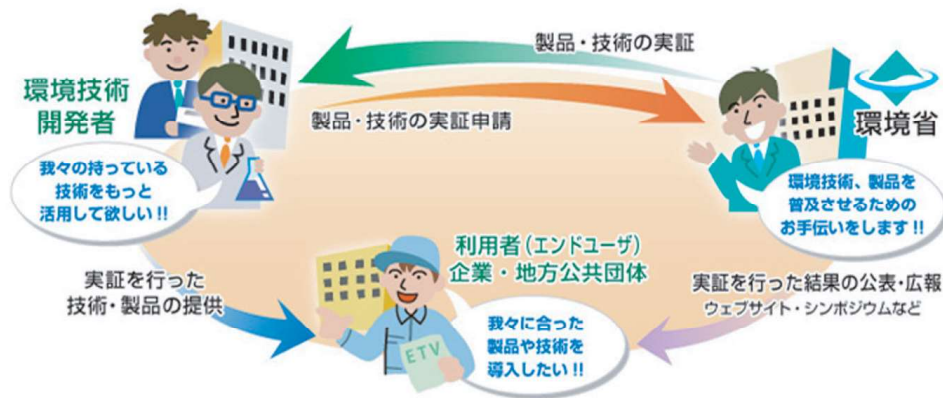 製品・技術の実証
環境技術
開発者
製品・技術の実証申請
環境省
我々の持っている
技術をもっと
活用して欲しい!!
環境技術、製品を
普及させるための
お手伝いをします!!
利用者(エンドユーザ)
企業・地方公共団体
実証を行った
技術・製品の提供
実証を行った結果の公表・広報
ウェブサイト・シンポジウムなど
我々に合った
製品や技術を
導入したい!!
ETV